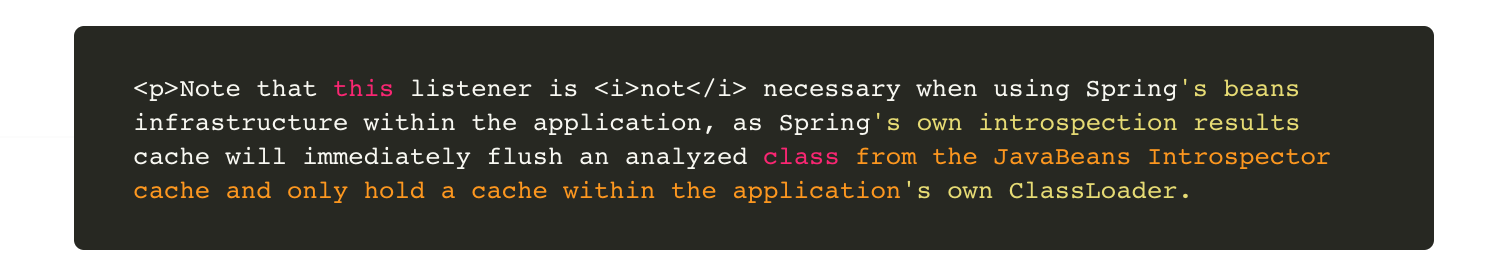 <p>Note that this listener is <i>not</i> necessary when using Spring's beans
infrastructure within the application, as Spring's own introspection results
cache will immediately flush an analyzed class from the JavaBeans Introspector
cache and only hold a cache within the application's own ClassLoader.